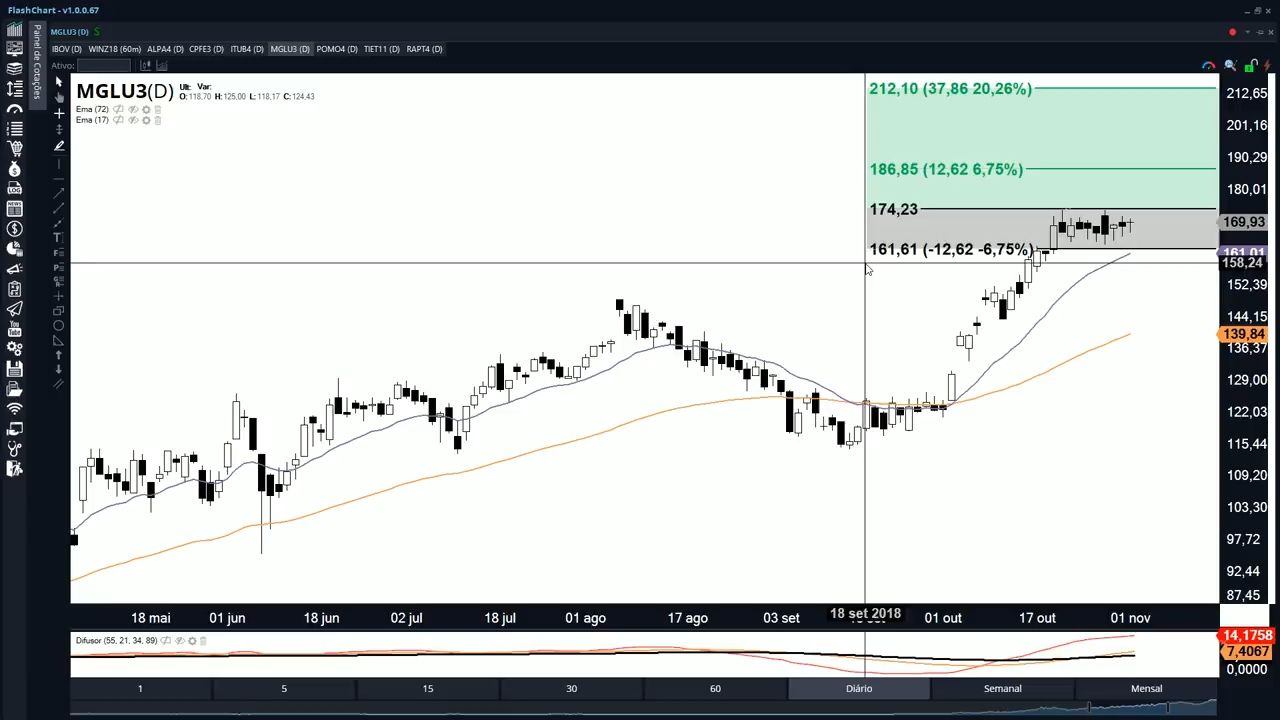 FlashChart - v1.0.0.67
MGLU3 (D) S
IBOV (D) WINZ18 (60m) ALPA4 (D) CPFE3 (D) ITUB4 (D) MGLU3 (D) POMO4 (D) TIET11 (D) RAPT4 (D)
Ativo:
Painel de Cotações
MGLU3(D) Ult: Var:
O: 118,70 H: 125,00 L: 118,17 C: 124,43
Ema (72)
Ema (17)
212,10 (37,86 20,26%)
186,85 (12,62 6,75%)
174,23
161,61 (-12,62 -6,75%)
212,65
201,16
190,29
180,01
169,93
161,01
158,24
152,39
144,15
139,84
136,37
129,00
122,03
115,44
109,20
103,30
97,72
92,44
87,45
18 mai 01 jun 18 jun 02 jul 18 jul 01 ago 17 ago 03 set 18 set 2018 01 out 17 out 01 nov
Difusor (55, 21, 34, 89)
14,1758
7,4067
0,0000
1 5 15 30 60 Diário Semanal Mensal